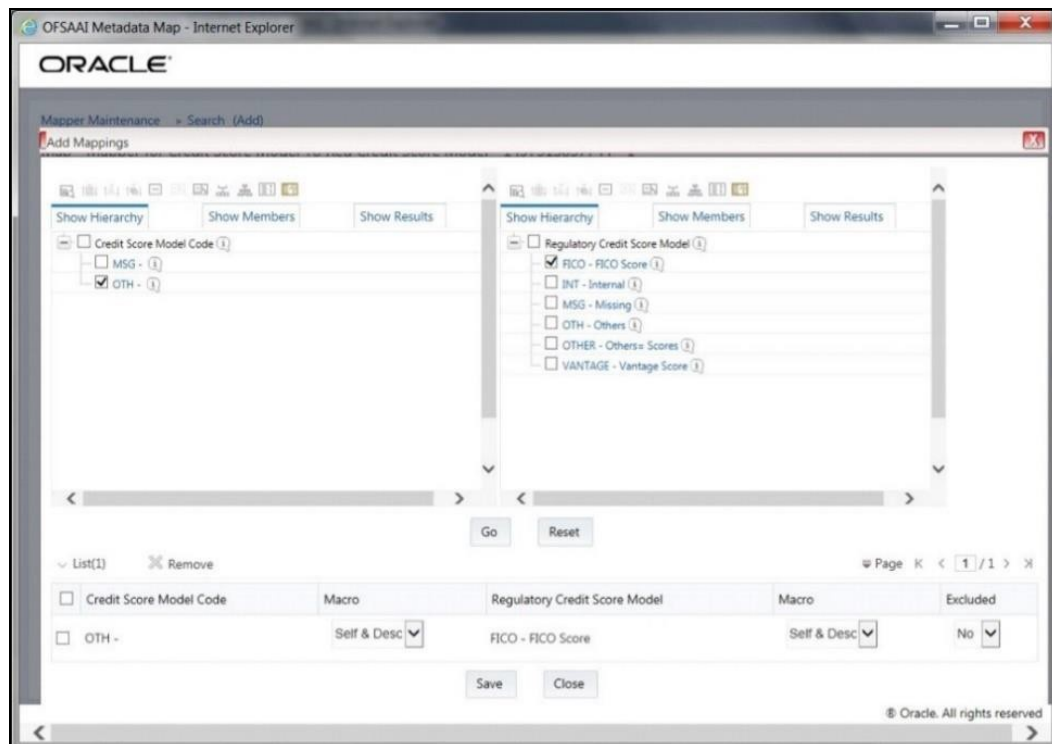 OFSAAI Metadata Map - Internet Explorer
ORACLE
Mapper Maintenance » Search (Add)
Add Mappings
Show Hierarchy Show Members Show Results
Credit Score Model Code
MSG -
OTH -
Show Hierarchy Show Members Show Results
Regulatory Credit Score Model
FICO - FICO Score
INT - Internal
MSG - Missing
OTH - Others
OTHER - Others= Scores
VANTAGE - Vantage Score
Go Reset
List(1) Remove Page 1 / 1
Credit Score Model Code Macro Regulatory Credit Score Model Macro Excluded
OTH - Self & Desc FICO - FICO Score Self & Desc No
Save Close
® Oracle. All rights reserved